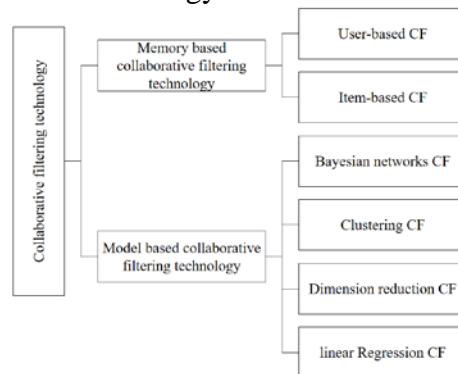 Collaborative filtering technology
Memory based
collaborative filtering
technology
User-based CF
Item-based CF
Model based collaborative
filtering technology
Bayesian networks CF
Clustering CF
Dimension reduction CF
linear Regression CF